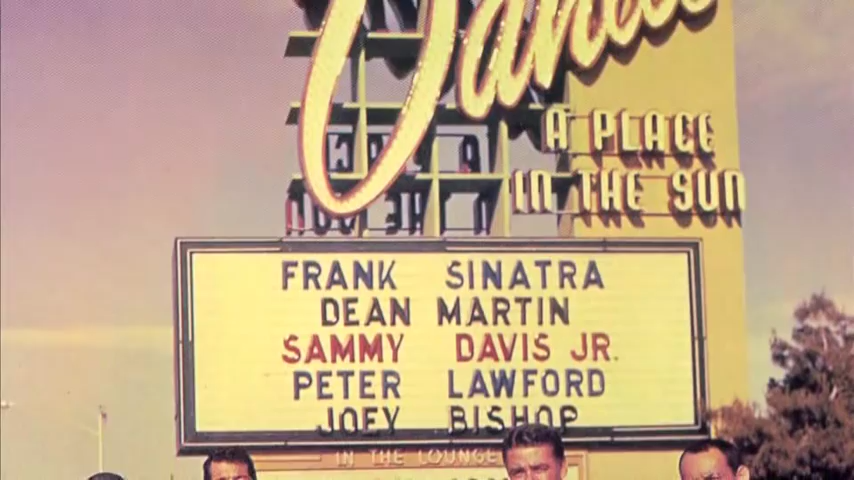 A PLACE
IN THE SUN
FRANK SINATRA
DEAN MARTIN
SAMMY DAVIS JR.
PETER LAWFORD
JOEY BISHOP
IN THE LOUNGE